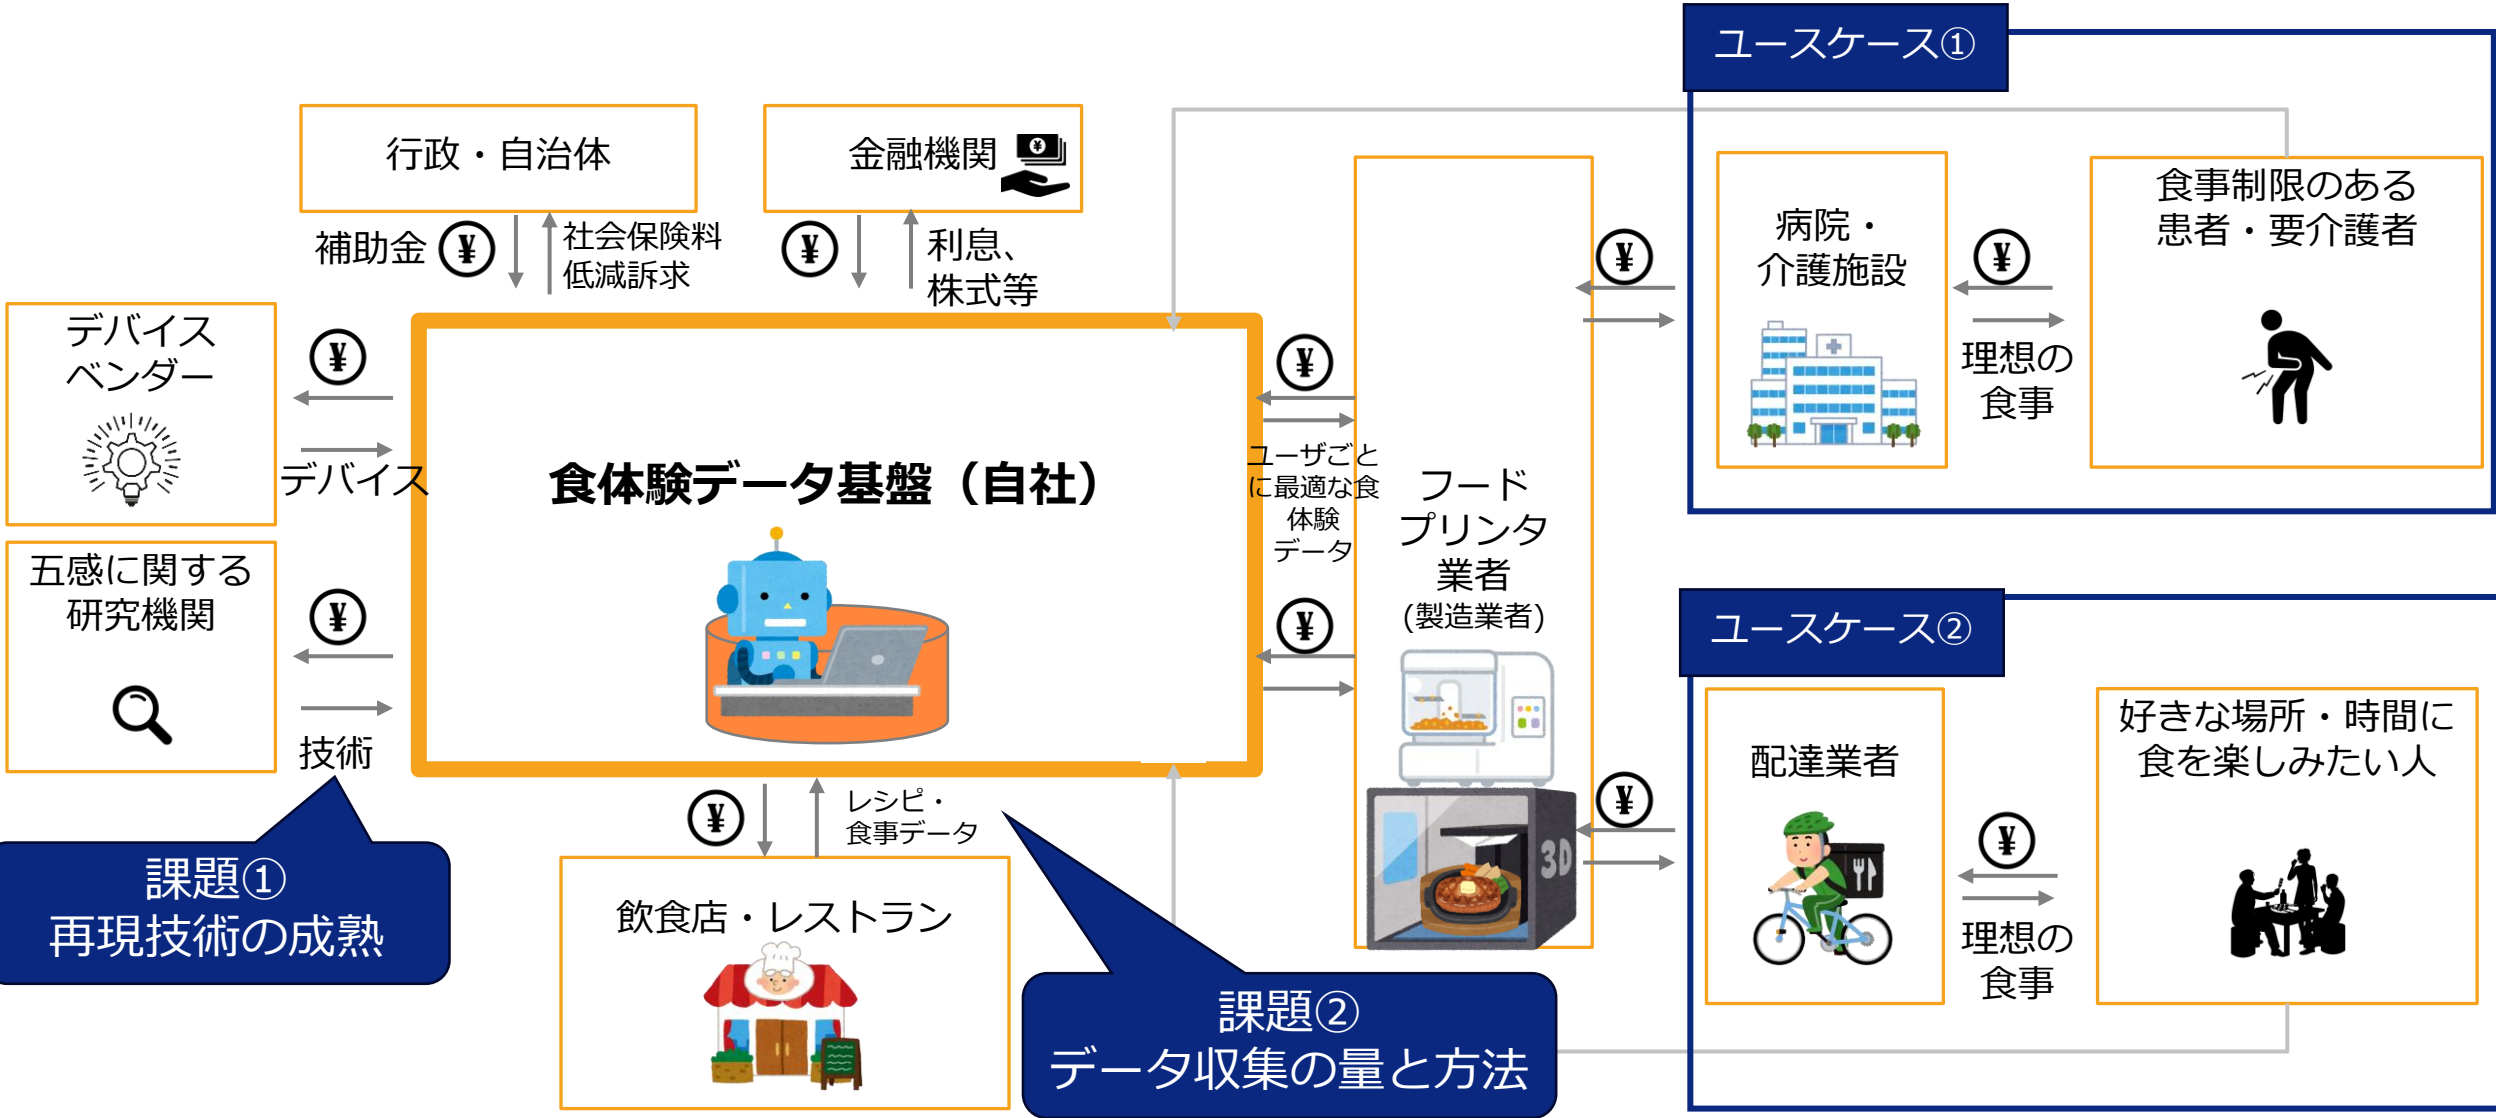 ユースケース①
行政・自治体
金融機関
補助金
¥
社会保険料
低減訴求
¥
利息、
株式等
病院・
介護施設
食事制限のある
患者・要介護者
¥
¥
理想の
食事
デバイス
ベンダー
¥
デバイス
食体験データ基盤（自社）
¥
ユーザごと
に最適な食
体験
データ
フード
プリンタ
業者
(製造業者)
五感に関する
研究機関
¥
技術
¥
ユースケース②
課題①
再現技術の成熟
¥
レシピ・
食事データ
飲食店・レストラン
3D
¥
配達業者
好きな場所・時間に
食を楽しみたい人
¥
理想の
食事
課題②
データ収集の量と方法